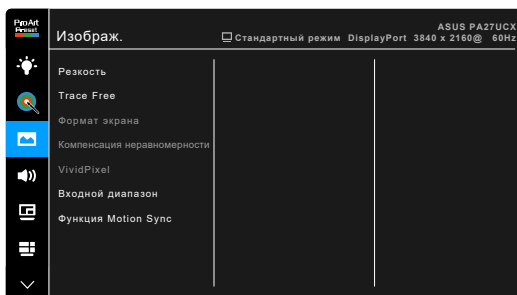 ProArt
Preset
Изображ.
Стандартный режим DisplayPort 3840 x 2160@ 60Hz
ASUS PA27UCX
Резкость
Trace Free
Формат экрана
Компенсация неравномерности
VividPixel
Входной диапазон
Функция Motion Sync